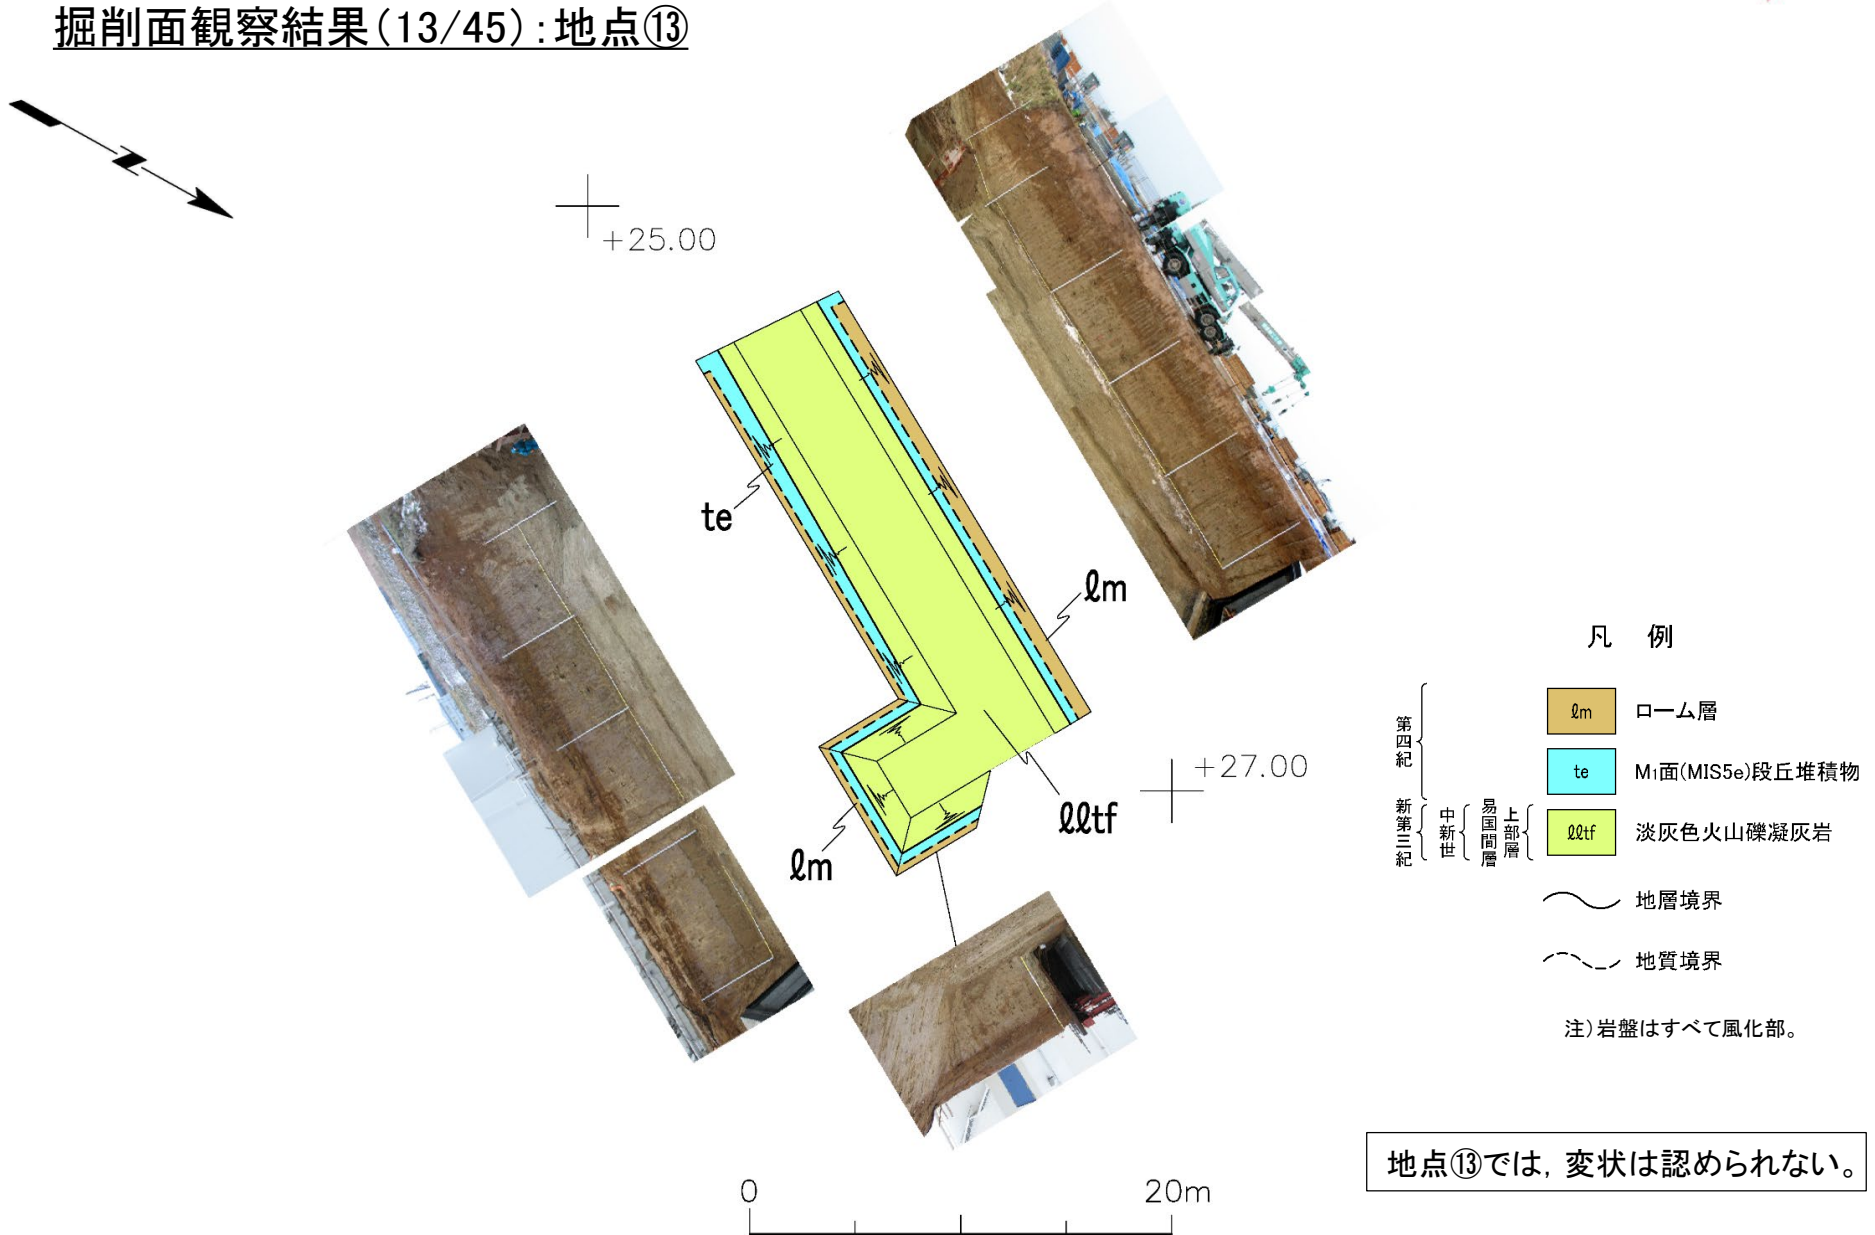 掘削面観察結果(13/45):地点⑬
N
+25.00
te
ℓm
+27.00
ℓℓtf
ℓm
凡 例
第四紀
ℓm ローム層
te M₁面(MIS5e)段丘堆積物
新第三紀 中新世 易国間層 上部層 ℓℓtf 淡灰色火山礫凝灰岩
地層境界
地質境界
注)岩盤はすべて風化部。
地点⑬では,変状は認められない。
0 20m